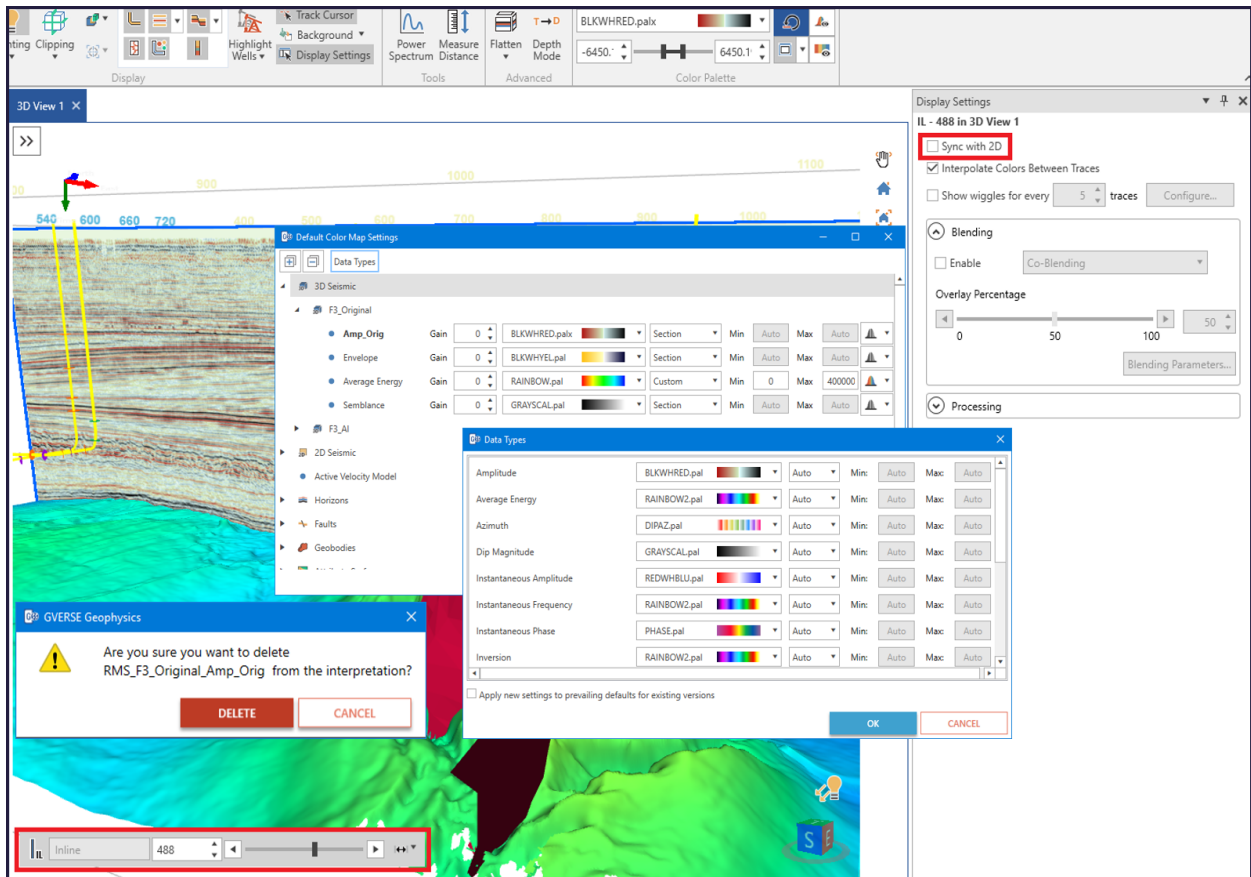 Track Cursor
Background
Display Settings
Clipping
Highlight
Wells
Power
Spectrum
Measure
Distance
Flatten
Depth
Mode
T→D
BLKWHRED.palx
-6450.
6450.1
Display
Tools
Advanced
Color Palette
3D View 1
Display Settings
IL - 488 in 3D View 1
Sync with 2D
Interpolate Colors Between Traces
Show wiggles for every 5 traces Configure...
Blending
Enable Co-Blending
Overlay Percentage
50
0 50 100
Blending Parameters...
Processing
900 1000 1100
540 600 660 720 400 500 600 700 800 900 1000
Default Color Map Settings
Data Types
3D Seismic
F3_Original
Amp_Orig Gain 0 BLKWHRED.palx Section Min Auto Max Auto
Envelope Gain 0 BLKWHYEL.pal Section Min Auto Max Auto
Average Energy Gain 0 RAINBOW.pal Custom Min 0 Max 400000
Semblance Gain 0 GRAYSCAL.pal Section Min Auto Max Auto
F3_AI
2D Seismic
Active Velocity Model
Horizons
Faults
Geobodies
Data Types
Amplitude BLKWHRED.pal Auto Min: Auto Max: Auto
Average Energy RAINBOW2.pal Auto Min: Auto Max: Auto
Azimuth DIPAZ.pal Auto Min: Auto Max: Auto
Dip Magnitude GRAYSCAL.pal Auto Min: Auto Max: Auto
Instantaneous Amplitude REDWHBLU.pal Auto Min: Auto Max: Auto
Instantaneous Frequency RAINBOW2.pal Auto Min: Auto Max: Auto
Instantaneous Phase PHASE.pal Auto Min: Auto Max: Auto
Inversion RAINBOW2.pal Auto Min: Auto Max: Auto
Apply new settings to prevailing defaults for existing versions
OK CANCEL
GVERSE Geophysics
Are you sure you want to delete
RMS_F3_Original_Amp_Orig from the interpretation?
DELETE CANCEL
IL Inline 488
S E